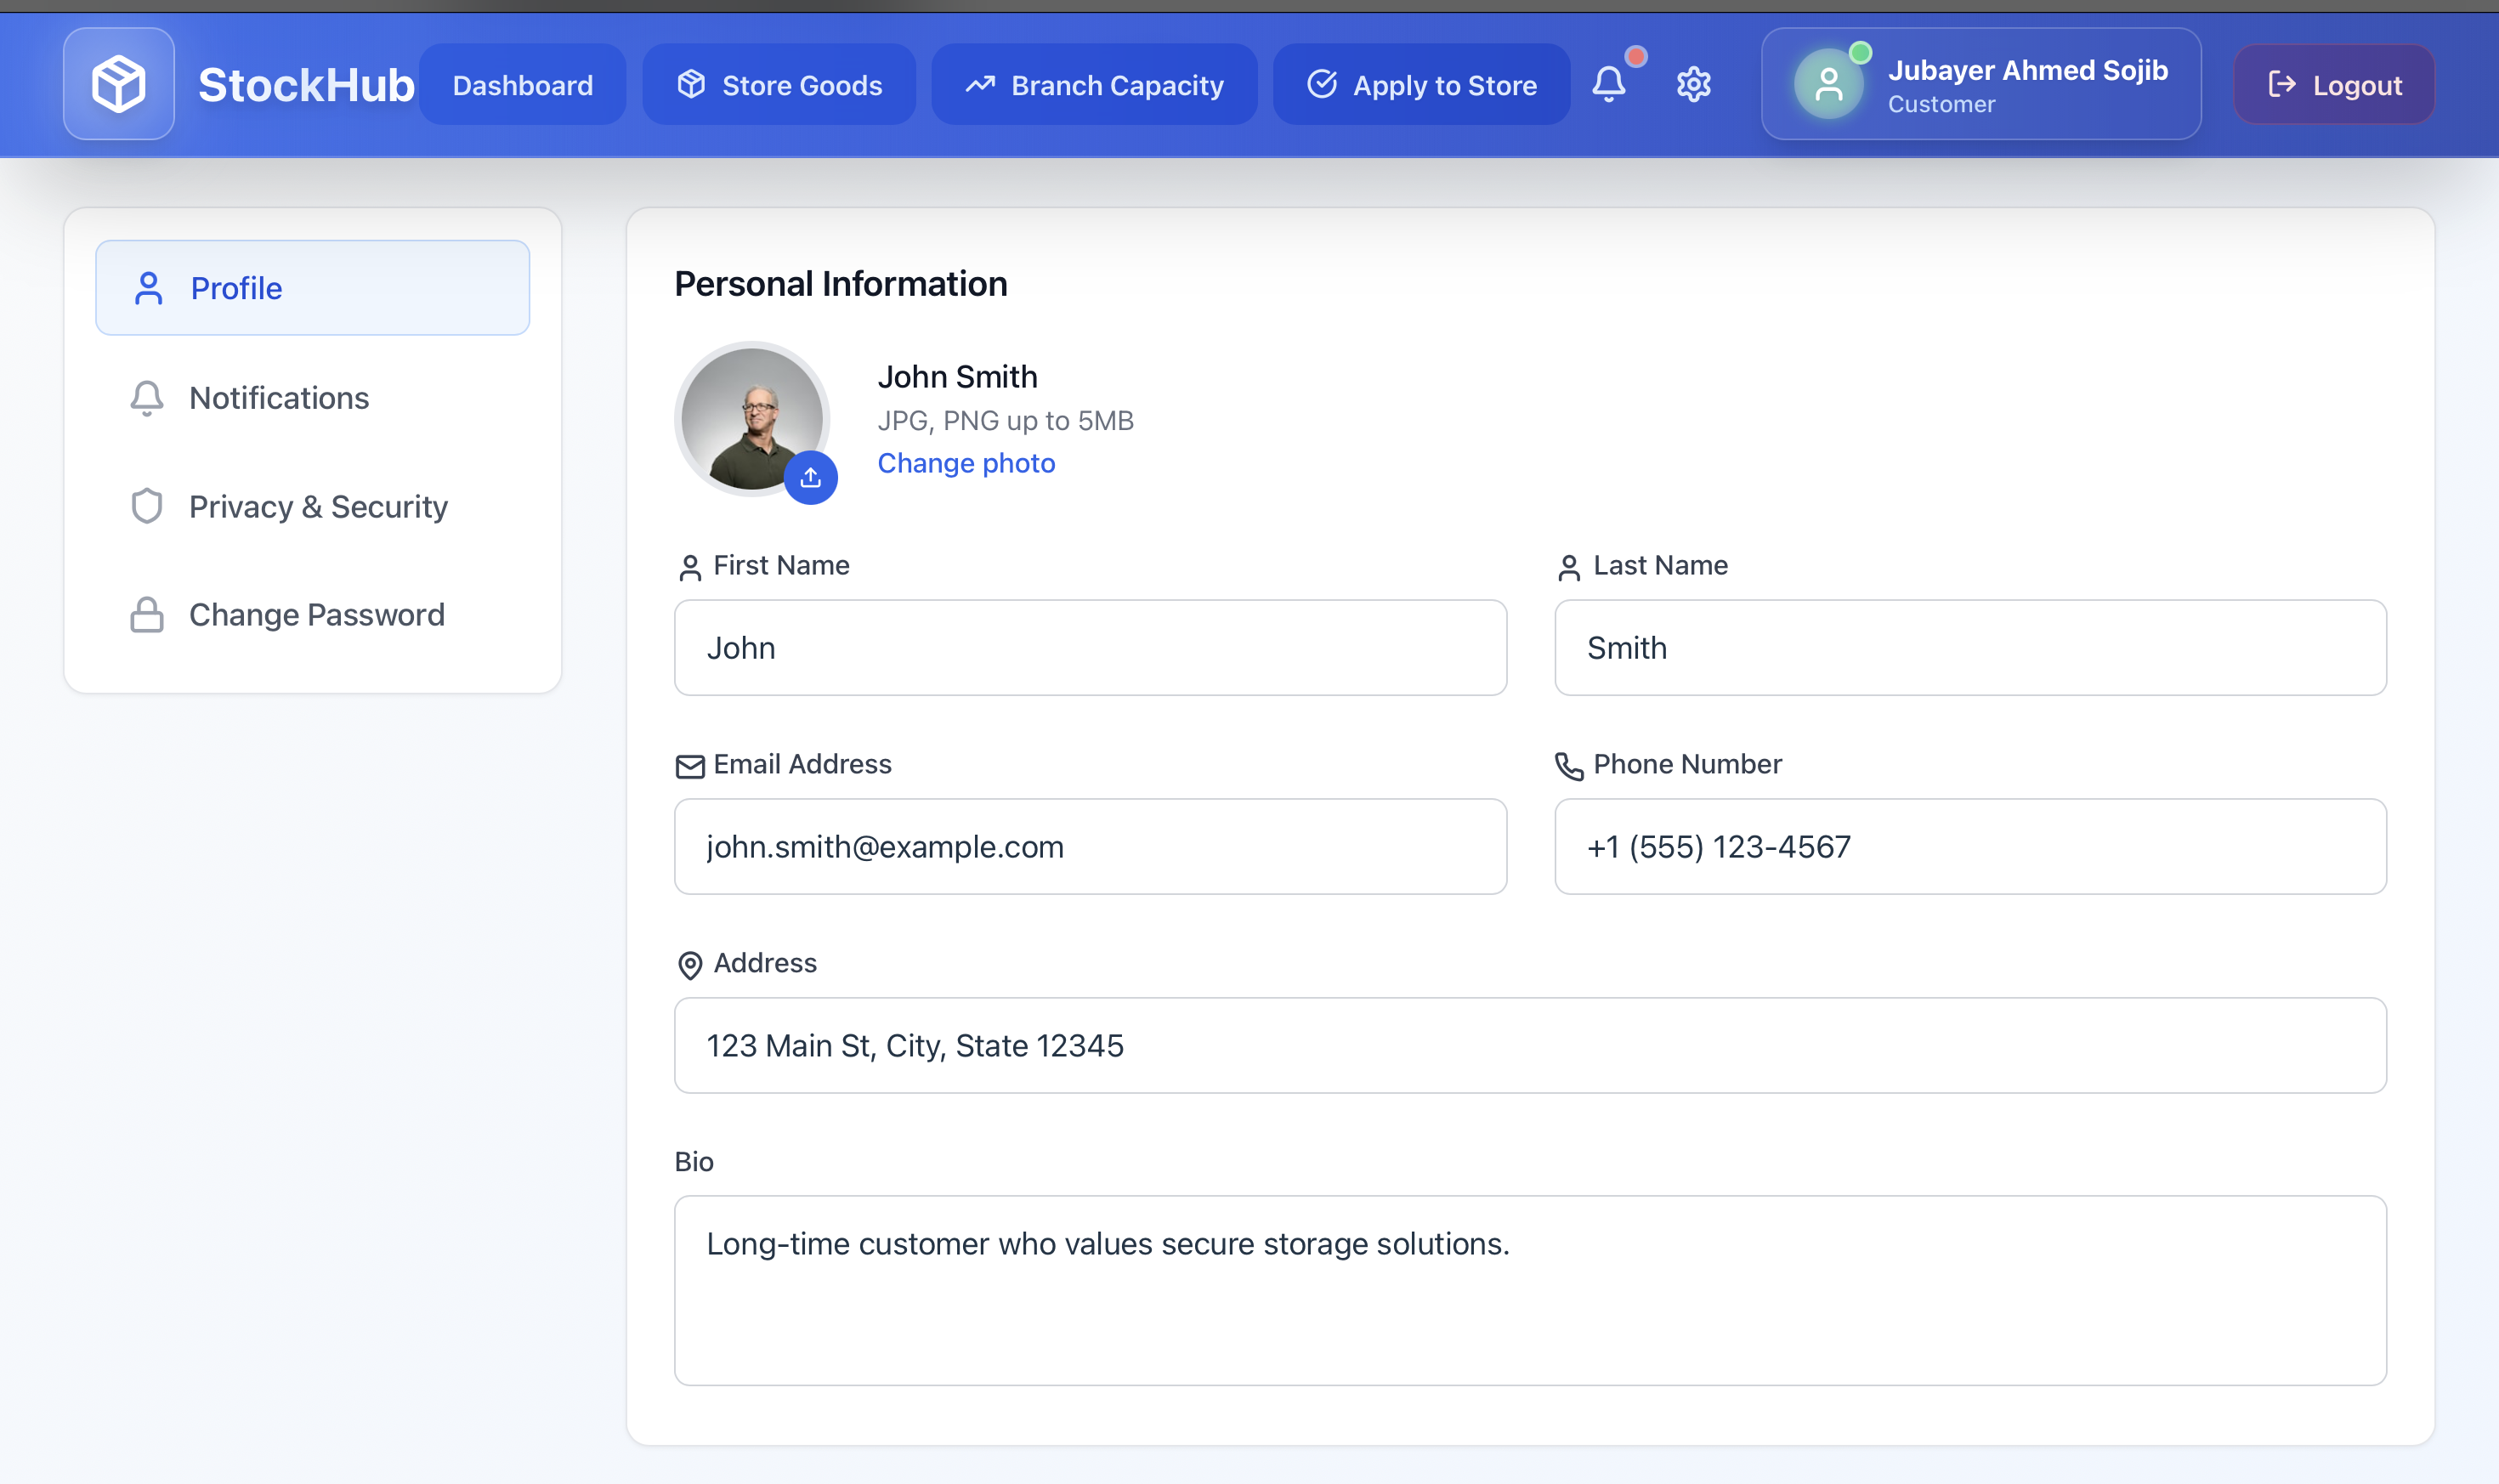 StockHub
Dashboard
Store Goods
Branch Capacity
Apply to Store
Jubayer Ahmed Sojib
Customer
Logout
Profile
Notifications
Privacy & Security
Change Password
Personal Information
John Smith
JPG, PNG up to 5MB
Change photo
First Name
John
Last Name
Smith
Email Address
john.smith@example.com
Phone Number
+1 (555) 123-4567
Address
123 Main St, City, State 12345
Bio
Long-time customer who values secure storage solutions.